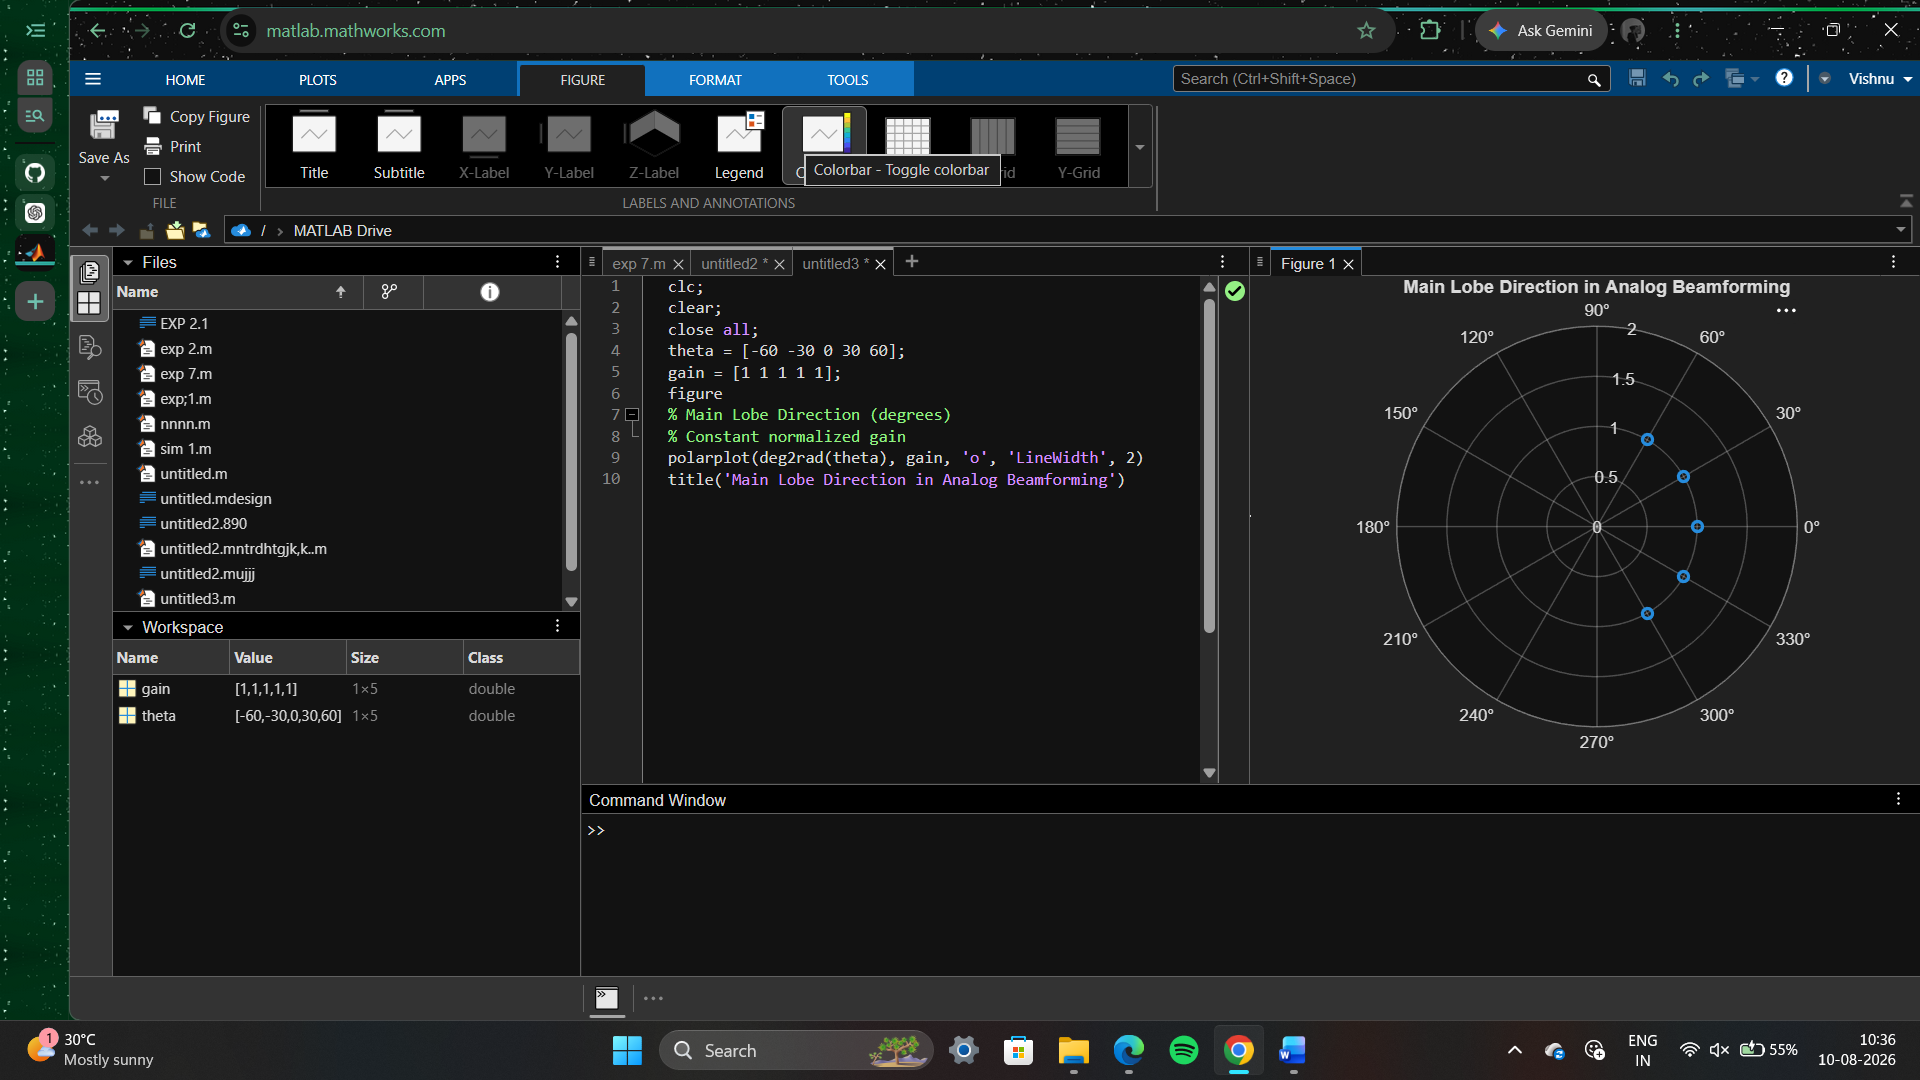 matlab.mathworks.com
Ask Gemini
HOME
PLOTS
APPS
FIGURE
FORMAT
TOOLS
Search (Ctrl+Shift+Space)
Vishnu
Save As
Copy Figure
Print
Show Code
FILE
Title
Subtitle
X-Label
Y-Label
Z-Label
Legend
Colorbar - Toggle colorbar
Y-Grid
LABELS AND ANNOTATIONS
/ › MATLAB Drive
Files
Name
EXP 2.1
exp 2.m
exp 7.m
exp;1.m
nnnn.m
sim 1.m
untitled.m
untitled.mdesign
untitled2.890
untitled2.mntrdhtgjk,k..m
untitled2.mujjj
untitled3.m
Workspace
Name Value Size Class
gain [1,1,1,1,1] 1×5 double
theta [-60,-30,0,30,60] 1×5 double
exp 7.m
untitled2 *
untitled3 *
1 clc;
2 clear;
3 close all;
4 theta = [-60 -30 0 30 60];
5 gain = [1 1 1 1 1];
6 figure
7 % Main Lobe Direction (degrees)
8 % Constant normalized gain
9 polarplot(deg2rad(theta), gain, 'o', 'LineWidth', 2)
10 title('Main Lobe Direction in Analog Beamforming')
Figure 1
Main Lobe Direction in Analog Beamforming
90°
120°
2
60°
1.5
150°
1
30°
0.5
180°
0
0°
210°
330°
240°
300°
270°
Command Window
>>
1
30°C
Mostly sunny
Search
ENG
IN
55%
10:36
10-08-2026